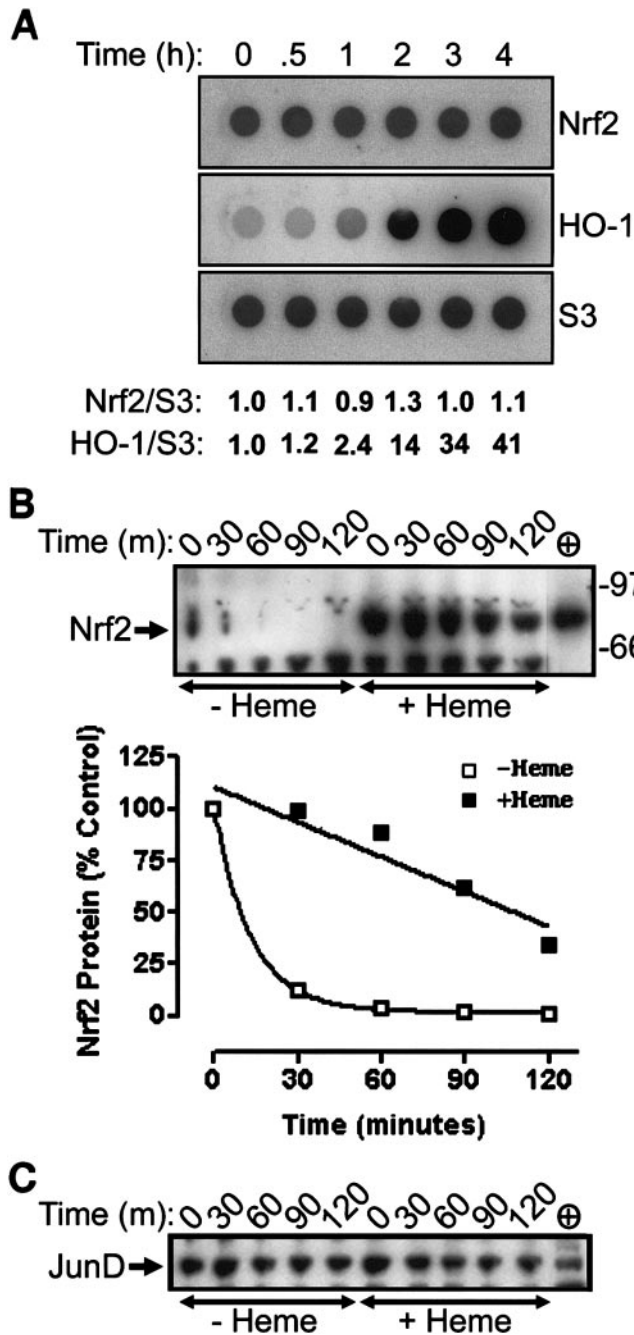 A
Time (h): 0 .5 1 2 3 4
Nrf2
HO-1
S3
Nrf2/S3: 1.0 1.1 0.9 1.3 1.0 1.1
HO-1/S3: 1.0 1.2 2.4 14 34 41
B
Time (m): 0 30 60 90 120 0 30 60 90 120 ⊕
-97
Nrf2
-66
- Heme + Heme
125
100
75
50
25
0
Nrf2 Protein (% Control)
-Heme
+Heme
0 30 60 90 120
Time (minutes)
C
Time (m): 0 30 60 90 120 0 30 60 90 120 ⊕
JunD
- Heme + Heme